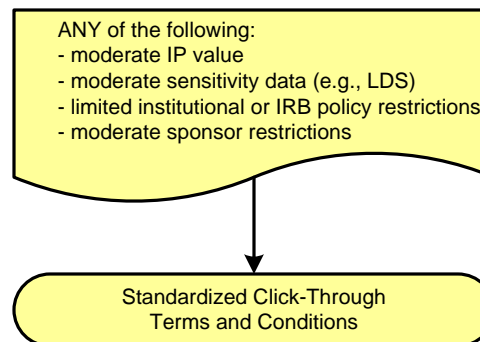 ANY of the following:
- moderate IP value
- moderate sensitivity data (e.g., LDS)
- limited institutional or IRB policy restrictions
- moderate sponsor restrictions
Standardized Click-Through
Terms and Conditions